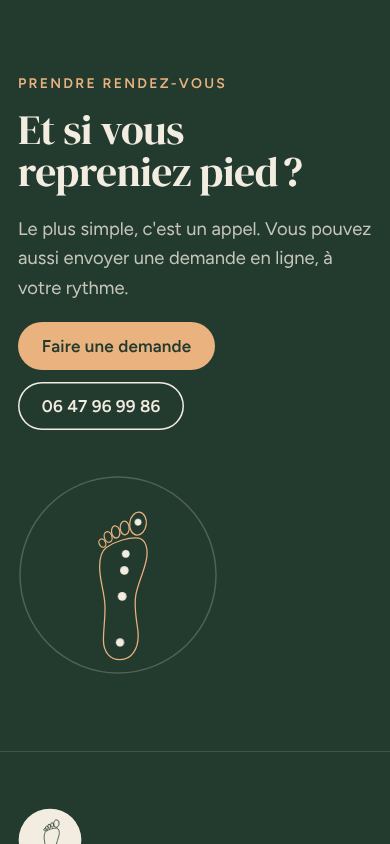 PRENDRE RENDEZ-VOUS
Et si vous
repreniez pied ?
Le plus simple, c'est un appel. Vous pouvez
aussi envoyer une demande en ligne, à
votre rythme.
Faire une demande
06 47 96 99 86